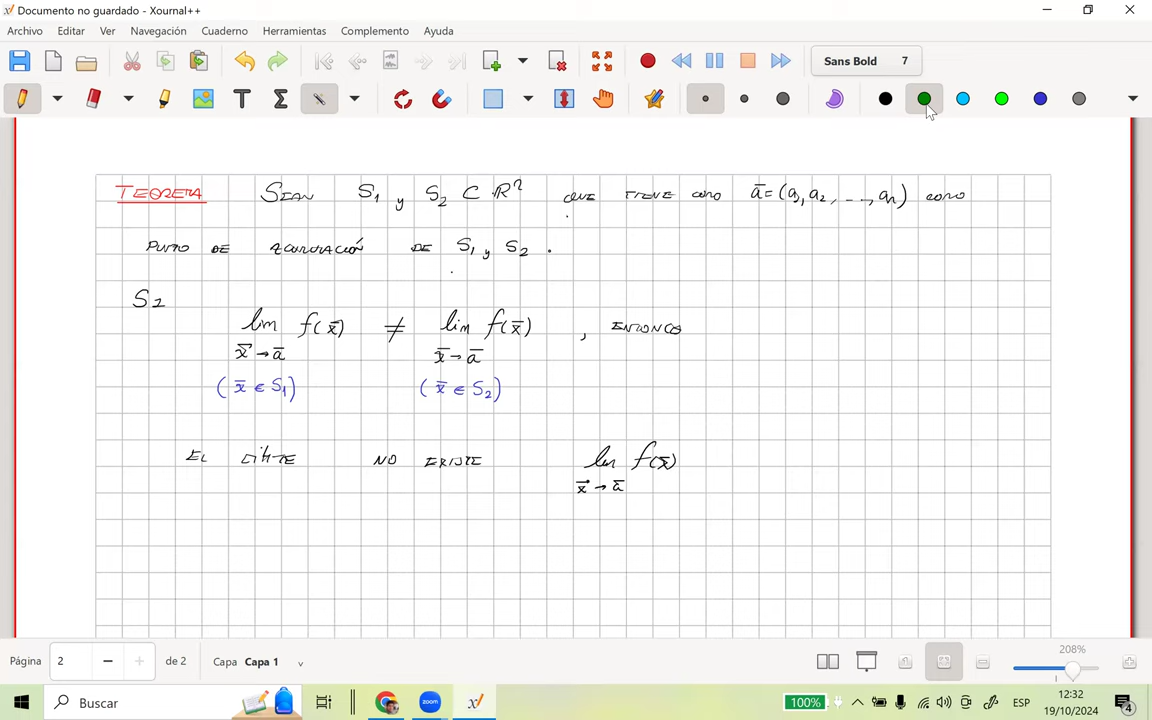 Documento no guardado - Xournal++
Archivo Editar Ver Navegación Cuaderno Herramientas Complemento Ayuda
Sans Bold 7
TEOREMA SEAN S₁ y S₂ ⊂ ℝⁿ QUE TIENE COMO ā=(a₁,a₂,...,aₙ) COMO
PUNTO DE ACUMULACIÓN DE S₁ y S₂.
SI
lim f(x̄) ≠ lim f(x̄) , ENTONCES
x̄→ā x̄→ā
(x̄ ∈ S₁) (x̄ ∈ S₂)
EL LÍMITE NO EXISTE lim f(x̄)
x̄→ā
Página 2 de 2 Capa Capa 1 208%
Buscar 100% ESP 12:32
19/10/2024 4
zoom